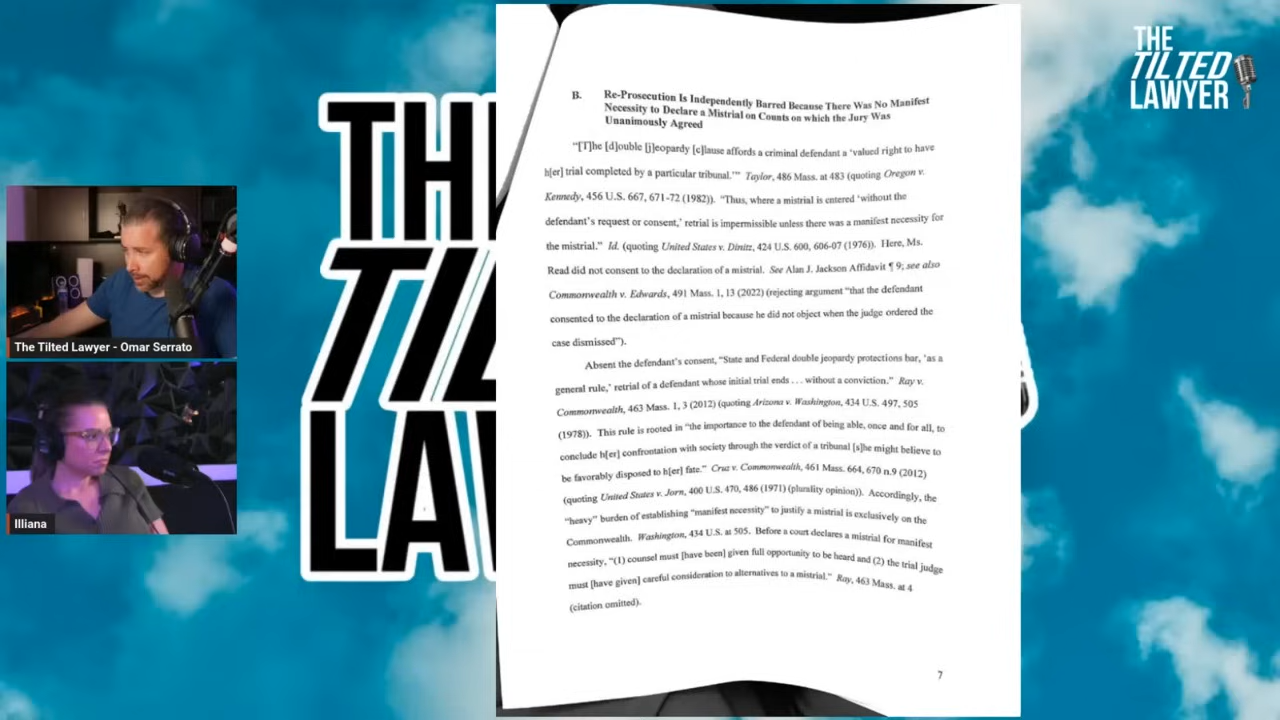 THE
TILTED
LAWYER
THE
TIL
LA
The Tilted Lawyer - Omar Serrato
Illiana
B. Re-Prosecution Is Independently Barred Because There Was No Manifest
Necessity to Declare a Mistrial on Counts on which the Jury Was
Unanimously Agreed
“[T]he [d]ouble [j]eopardy [c]lause affords a criminal defendant a ‘valued right to have
h[er] trial completed by a particular tribunal.’” Taylor, 486 Mass. at 483 (quoting Oregon v.
Kennedy, 456 U.S. 667, 671-72 (1982)). “Thus, where a mistrial is entered ‘without the
defendant’s request or consent,’ retrial is impermissible unless there was a manifest necessity for
the mistrial.” Id. (quoting United States v. Dinitz, 424 U.S. 600, 606-07 (1976)). Here, Ms.
Read did not consent to the declaration of a mistrial. See Alan J. Jackson Affidavit ¶ 9; see also
Commonwealth v. Edwards, 491 Mass. 1, 13 (2022) (rejecting argument “that the defendant
consented to the declaration of a mistrial because he did not object when the judge ordered the
case dismissed”).
Absent the defendant’s consent, “State and Federal double jeopardy protections bar, ‘as a
general rule,’ retrial of a defendant whose initial trial ends . . . without a conviction.” Ray v.
Commonwealth, 463 Mass. 1, 3 (2012) (quoting Arizona v. Washington, 434 U.S. 497, 505
(1978)). This rule is rooted in “the importance to the defendant of being able, once and for all, to
conclude h[er] confrontation with society through the verdict of a tribunal [s]he might believe to
be favorably disposed to h[er] fate.” Cruz v. Commonwealth, 461 Mass. 664, 670 n.9 (2012)
(quoting United States v. Jorn, 400 U.S. 470, 486 (1971) (plurality opinion)). Accordingly, the
“heavy” burden of establishing “manifest necessity” to justify a mistrial is exclusively on the
Commonwealth. Washington, 434 U.S. at 505. Before a court declares a mistrial for manifest
necessity, “(1) counsel must [have been] given full opportunity to be heard and (2) the trial judge
must [have given] careful consideration to alternatives to a mistrial.” Ray, 463 Mass. at 4
(citation omitted).
7